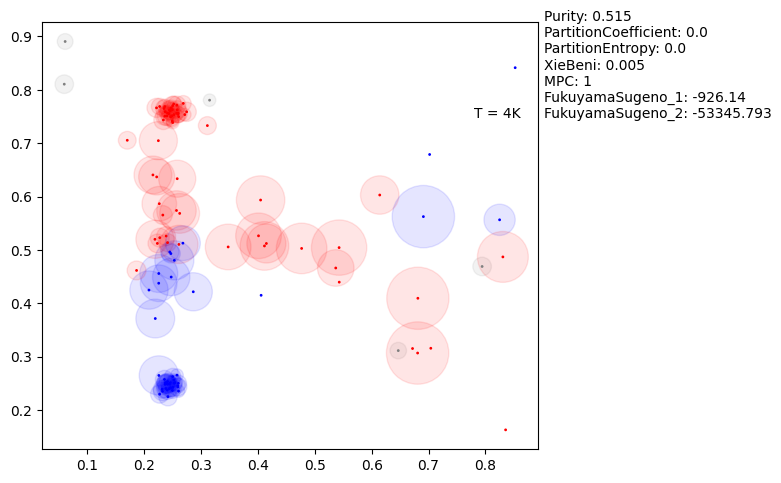 Purity: 0.515
PartitionCoefficient: 0.0
PartitionEntropy: 0.0
XieBeni: 0.005
MPC: 1
FukuyamaSugeno_1: -926.14
FukuyamaSugeno_2: -53345.793
T = 4K
0.9
0.8
0.7
0.6
0.5
0.4
0.3
0.2
0.1 0.2 0.3 0.4 0.5 0.6 0.7 0.8